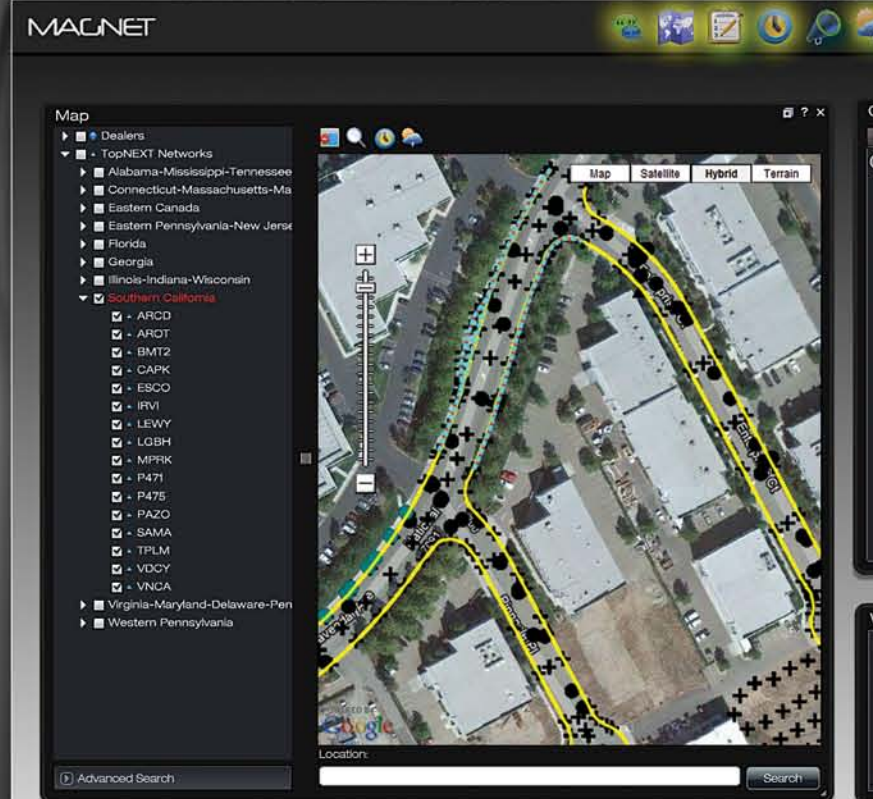 MAGNET
Map
? ×
Dealers
TopNEXT Networks
Alabama-Mississippi-Tennessee
Connecticut-Massachusetts-Ma
Eastern Canada
Eastern Pennsylvania-New Jerse
Florida
Georgia
Illinois-Indiana-Wisconsin
Southern California
ARCD
AROT
BMT2
CAPK
ESCO
IRVI
LEWY
LGBH
MPRK
P471
P475
PAZO
SAMA
TPLM
VDCY
VNCA
Virginia-Maryland-Delaware-Pen
Western Pennsylvania
Advanced Search
Map Satellite Hybrid Terrain
POWERED BY
Google
Location:
Search